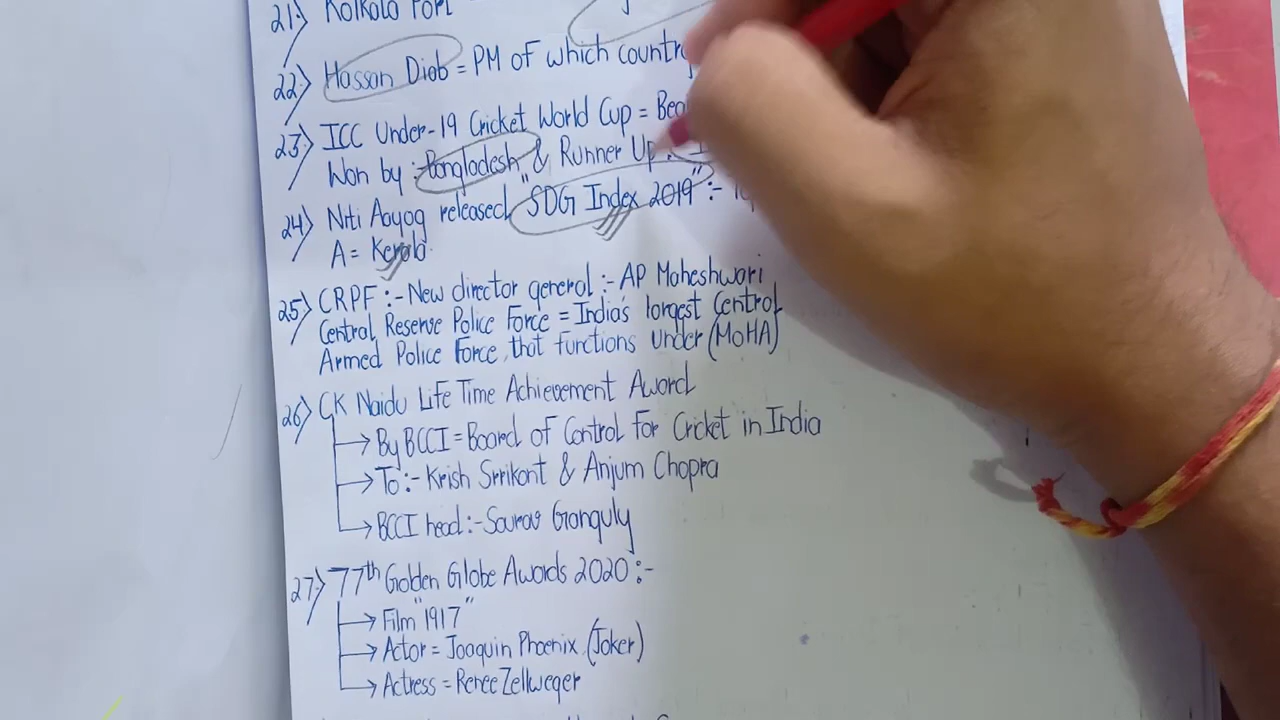 21⟩ Kolkata Port
22⟩ Hassan Diab = PM of which country
23⟩ ICC Under-19 Cricket World Cup =
Won by :- Bangladesh & Runner Up :
24⟩ Niti Aayog released "SDG Index 2019" :-
A = Kerala
25⟩ CRPF :- New director general :- AP Maheshwari
Central Reserve Police Force = India's largest Central
Armed Police Force, that functions under (MoHA)
26⟩ CK Naidu Life Time Achievement Award
→ By BCCI = Board of Control For Cricket in India
→ To :- Krish Srrikant & Anjum Chopra
→ BCCI head :- Sourav Ganguly
27⟩ 77th Golden Globe Awards 2020 :-
→ Film "1917"
→ Actor = Joaquin Phoenix (Joker)
→ Actress = Renee Zellweger